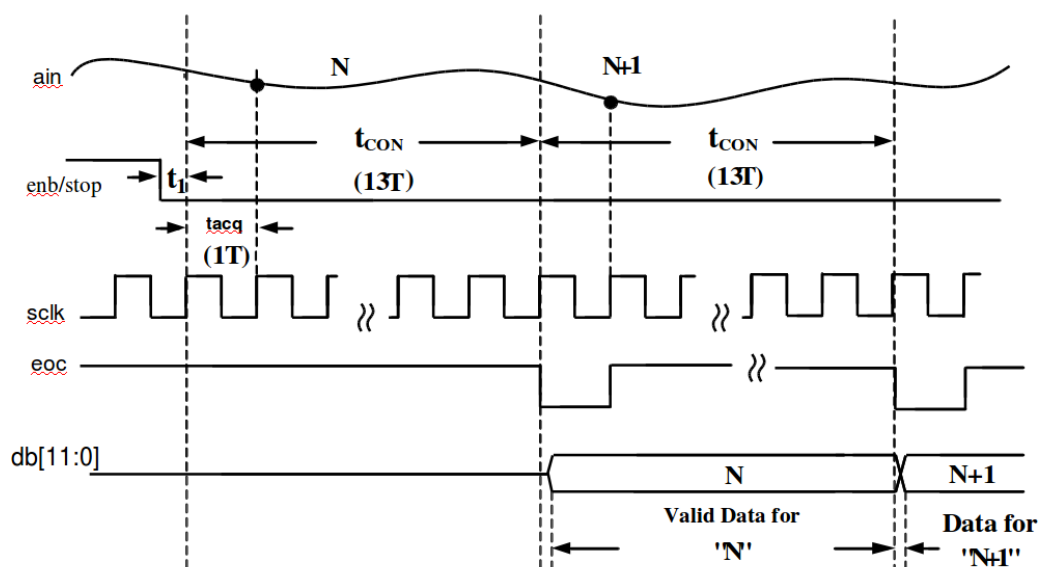 ain
N
N+1
tCON
tCON
(13T)
(13T)
enb/stop
t1
tacq
(1T)
sclk
eoc
db[11:0]
N
N+1
Valid Data for
"N"
Data for
"N+1"